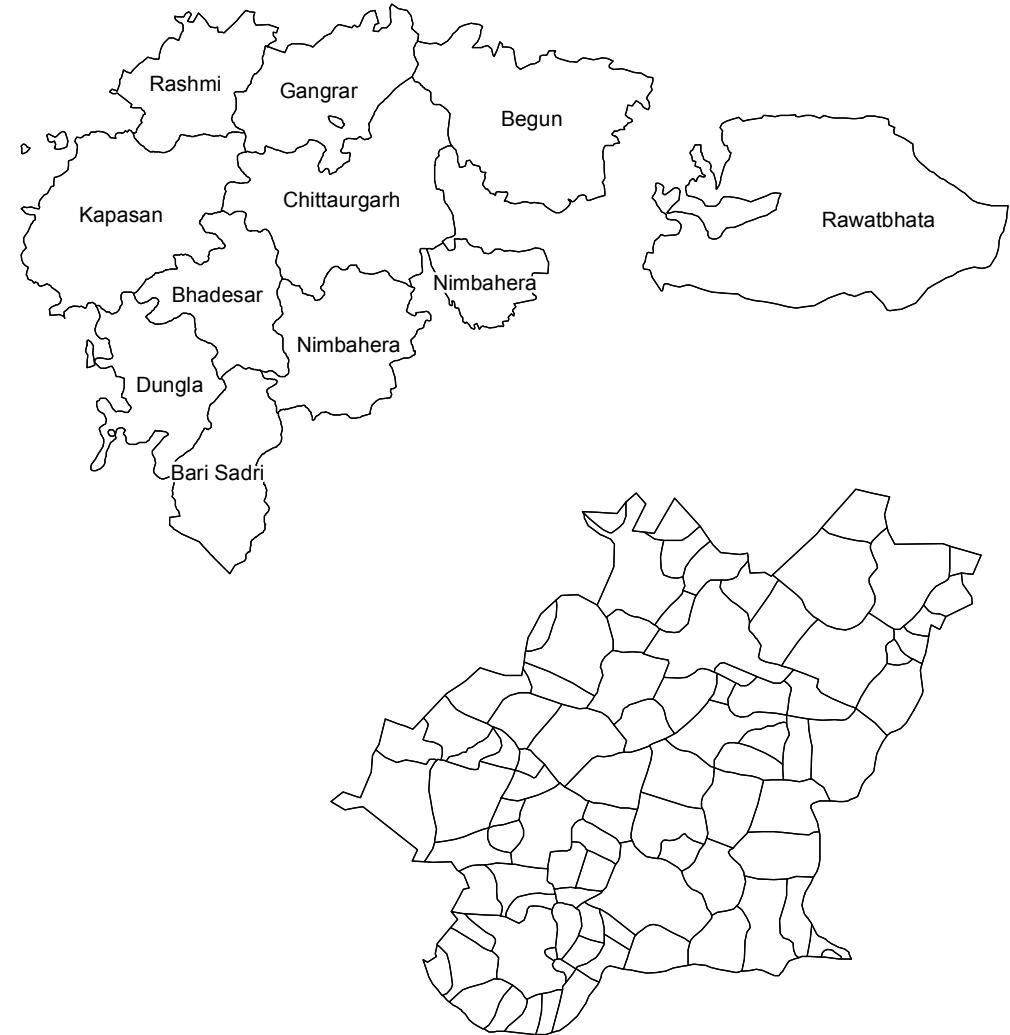 Rashmi
Gangrar
Begun
Kapasan
Chittaurgarh
Rawatbhata
Bhadesar
Nimbahera
Nimbahera
Dungla
Bari Sadri